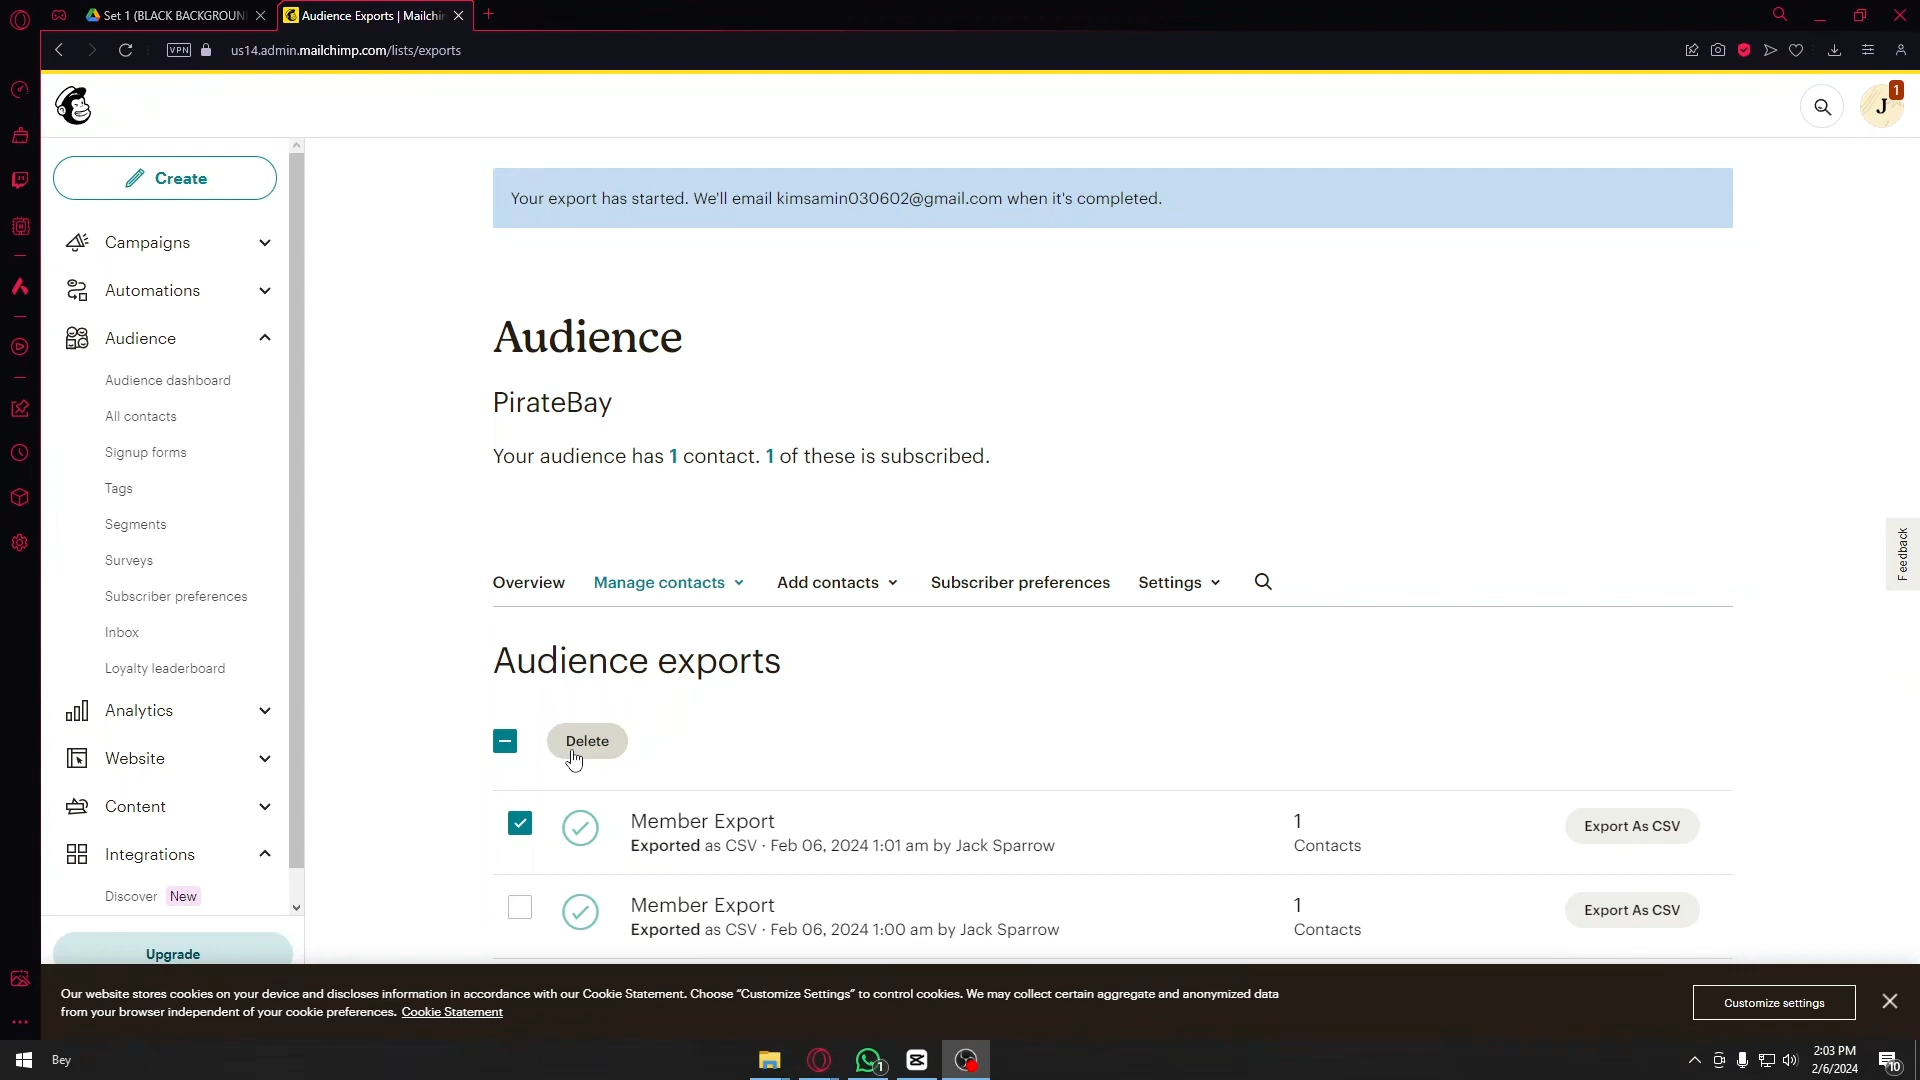 Set 1 (BLACK BACKGROUN
Audience Exports | Mailchim
VPN
us14.admin.mailchimp.com/lists/exports
J
1
Create
Campaigns
Automations
Audience
Audience dashboard
All contacts
Signup forms
Tags
Segments
Surveys
Subscriber preferences
Inbox
Loyalty leaderboard
Analytics
Website
Content
Integrations
Discover New
Upgrade
Your export has started. We'll email kimsamin030602@gmail.com when it's completed.
Audience
PirateBay
Your audience has 1 contact. 1 of these is subscribed.
Overview Manage contacts Add contacts Subscriber preferences Settings
Audience exports
Delete
Member Export
Exported as CSV · Feb 06, 2024 1:01 am by Jack Sparrow
1
Contacts
Export As CSV
Member Export
Exported as CSV · Feb 06, 2024 1:00 am by Jack Sparrow
1
Contacts
Export As CSV
Feedback
Our website stores cookies on your device and discloses information in accordance with our Cookie Statement. Choose "Customize Settings" to control cookies. We may collect certain aggregate and anonymized data
from your browser independent of your cookie preferences. Cookie Statement
Customize settings
Bey
1
2:03 PM
2/6/2024
10